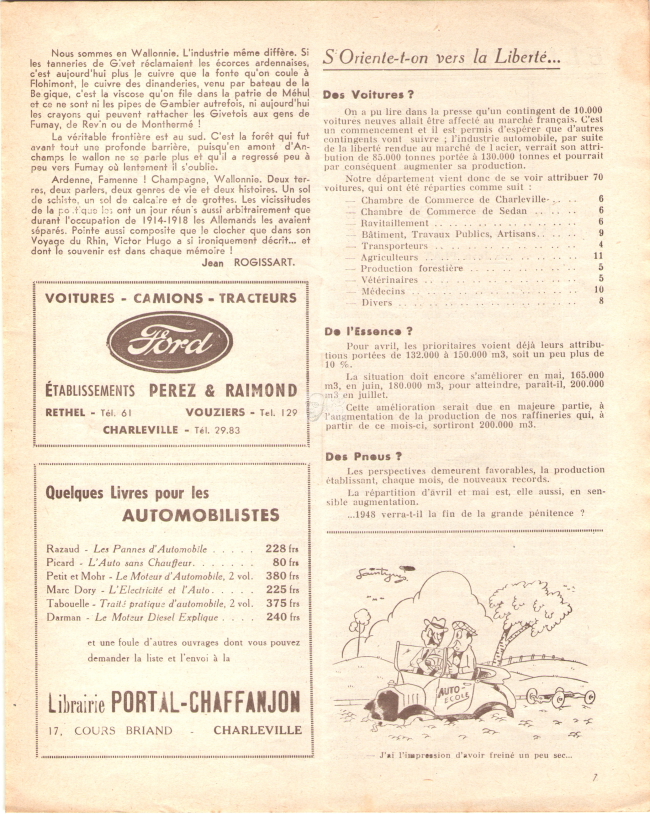 Nous sommes en Wallonnie. L'industrie même diffère. Si
les tanneries de Givet réclamaient les écorces ardennaises,
c'est aujourd'hui plus le cuivre que la fonte qu'on coule à
Flohimont, le cuivre des dinanderies, venu par bateau de la
Be gique, c'est la viscose qu'on file dans la patrie de Méhul
et ce ne sont ni les pipes de Gambier autrefois, ni aujourd'hui
les crayons qui peuvent rattacher les Givetois aux gens de
Fumay, de Rev'n ou de Monthermé !
La véritable frontière est au sud. C'est la forêt qui fut
avant tout une profonde barrière, puisqu'en amont d'An-
champs le wallon ne se parle plus et qu'il a regressé peu à
peu vers Fumay où lentement il s'oublie.
Ardenne, Famenne ! Champagne, Wallonie. Deux ter-
res, deux parlers, deux genres de vie et deux histoires. Un sol
de schiste, un sol de calcaire et de grottes. Les vicissitudes
de la politique les ont un jour réunis aussi arbitrairement que
durant l'occupation de 1914-1918 les Allemands les avaient
séparés. Pointe aussi composite que le clocher que dans son
Voyage du Rhin, Victor Hugo a si ironiquement décrit... et
dont le souvenir est dans chaque mémoire !
Jean ROGISSART.
VOITURES - CAMIONS - TRACTEURS
Ford
ÉTABLISSEMENTS PEREZ & RAIMOND
RETHEL - Tél. 61 VOUZIERS - Tel. 129
CHARLEVILLE - Tél. 29.83
Quelques Livres pour les
AUTOMOBILISTES
Razaud - Les Pannes d'Automobile . . . . . 228 frs
Picard - L'Auto sans Chauffeur. . . . . . . 80 frs
Petit et Mohr - Le Moteur d'Automobile, 2 vol. 380 frs
Marc Dory - L'Electricité et l'Auto. . . . . 225 frs
Tabouelle - Traité pratique d'automobile, 2 vol. 375 frs
Darman - Le Moteur Diesel Explique . . . . 240 frs
et une foule d'autres ouvrages dont vous pouvez
demander la liste et l'envoi à la
Librairie PORTAL-CHAFFANJON
17, COURS BRIAND - CHARLEVILLE
S'Oriente-t-on vers la Liberté...
Des Voitures ?
On a pu lire dans la presse qu'un contingent de 10.000
voitures neuves allait être affecté au marché français. C'est
un commencement et il est permis d'espérer que d'autres
contingents vont suivre ; l'industrie automobile, par suite
de la liberté rendue au marché de l'acier, verrait son attri-
bution de 85.000 tonnes portée à 130.000 tonnes et pourrait
par conséquent augmenter sa production.
Notre département vient donc de se voir attribuer 70
voitures, qui ont été réparties comme suit :
— Chambre de Commerce de Charleville. . . . 6
— Chambre de Commerce de Sedan . . . . . 6
— Ravitaillement . . . . . . . . . . . . 6
— Bâtiment, Travaux Publics, Artisans. . . . 9
— Transporteurs . . . . . . . . . . . . 4
— Agriculteurs . . . . . . . . . . . . 11
— Production forestière . . . . . . . . . 5
— Vétérinaires . . . . . . . . . . . . 5
— Médecins . . . . . . . . . . . . . 10
— Divers . . . . . . . . . . . . . . 8
De l'Essence ?
Pour avril, les prioritaires voient déjà leurs attribu-
tions portées de 132.000 à 150.000 m3, soit un peu plus de
10 %.
La situation doit encore s'améliorer en mai, 165.000
m3, en juin, 180.000 m3, pour atteindre, paraît-il, 200.000
m3 en juillet.
Cette amélioration serait due en majeure partie, à
l'augmentation de la production de nos raffineries qui, à
partir de ce mois-ci, sortiront 200.000 m3.
Des Pneus ?
Les perspectives demeurent favorables, la production
établissant, chaque mois, de nouveaux records.
La répartition d'avril et mai est, elle aussi, en sen-
sible augmentation.
...1948 verra-t-il la fin de la grande pénitence ?
AUTO-
ECOLE
— J'ai l'impression d'avoir freiné un peu sec...
7